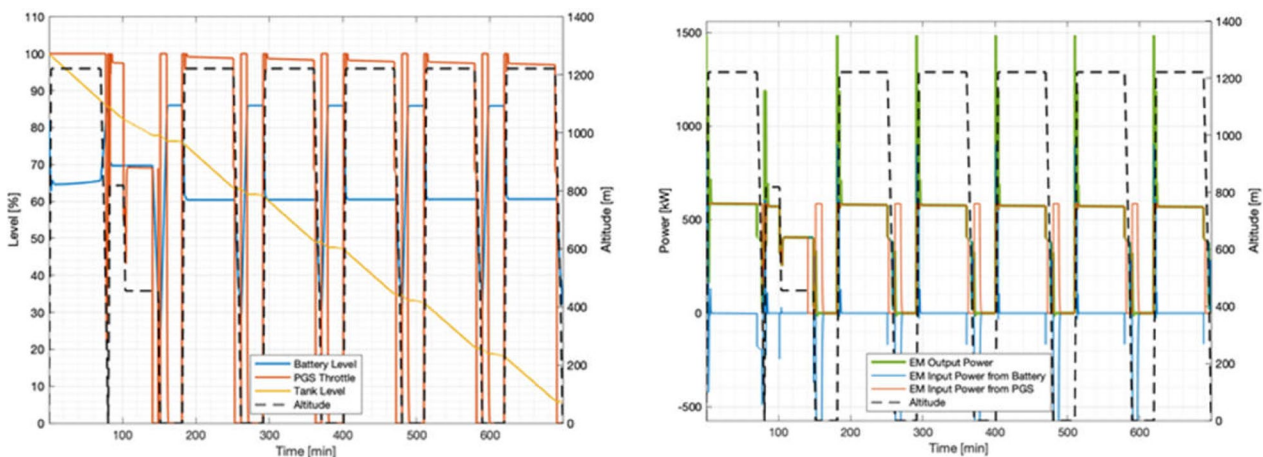 110
100
90
80
70
60
50
40
30
20
10
0
Level [%]
1400
1200
1000
800
600
400
200
0
Altitude [m]
100 200 300 400 500 600
Time [min]
Battery Level
PGS Throttle
Tank Level
Altitude
1500
1000
500
0
-500
Power [kW]
1400
1200
1000
800
600
400
200
0
Altitude [m]
100 200 300 400 500 600
Time [min]
EM Output Power
EM Input Power from Battery
EM Input Power from PGS
Altitude